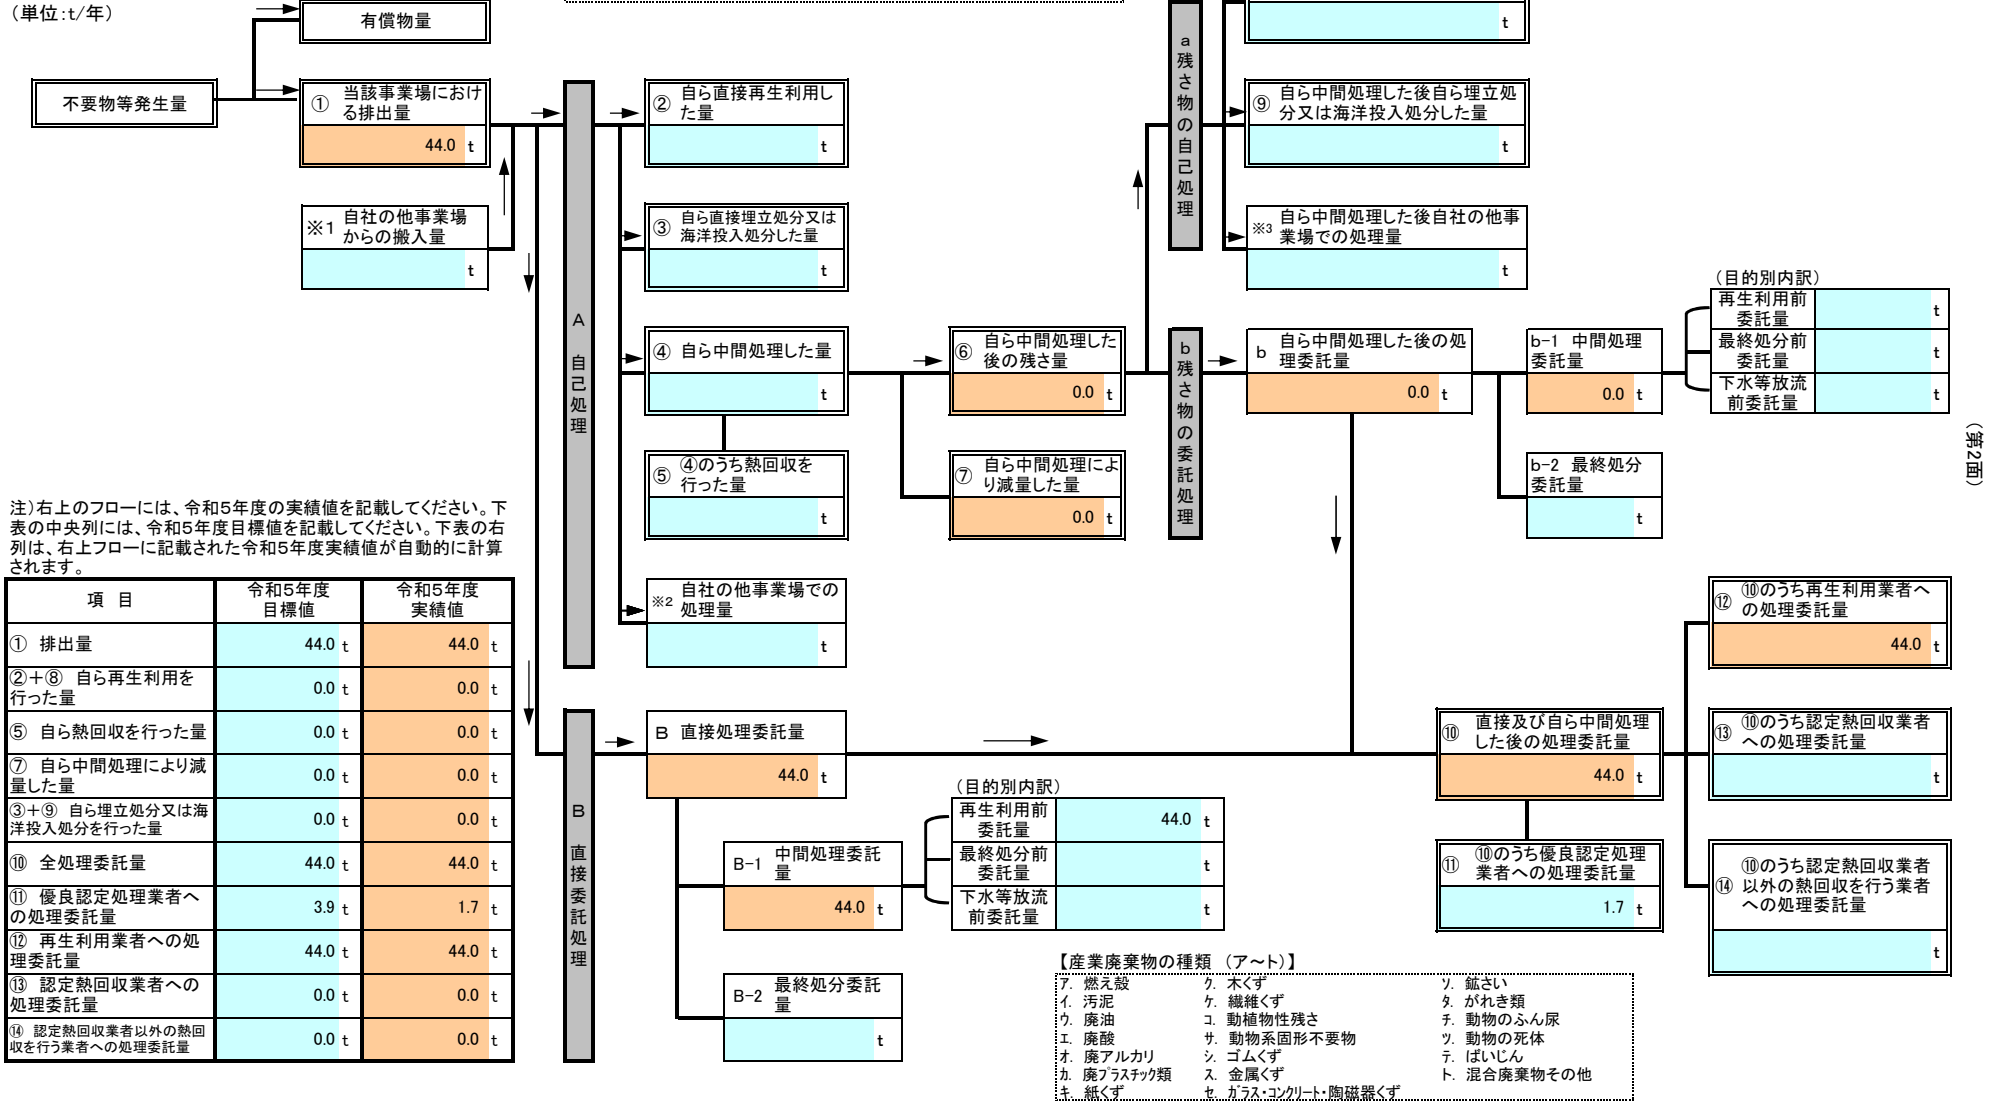 (単位:t/年)
有償物量
不要物等発生量
① 当該事業場におけ
る排出量
44.0 t
※1 自社の他事業場
からの搬入量
t
A 自己処理
② 自ら直接再生利用し
た量
t
③ 自ら直接埋立処分又は
海洋投入処分した量
t
④ 自ら中間処理した量
t
⑤ ④のうち熱回収を
行った量
t
※2 自社の他事業場での
処理量
t
⑥ 自ら中間処理した
後の残さ量
0.0 t
⑦ 自ら中間処理によ
り減量した量
0.0 t
a 残さ物の自己処理
t
⑨ 自ら中間処理した後自ら埋立処
分又は海洋投入処分した量
t
※3 自ら中間処理した後自社の他事
業場での処理量
t
b 残さ物の委託処理
b 自ら中間処理した後の処
理委託量
0.0 t
b-1 中間処理
委託量
0.0 t
(目的別内訳)
再生利用前
委託量
t
最終処分前
委託量
t
下水等放流
前委託量
t
b-2 最終処分
委託量
t
(第2面)
注)右上のフローには、令和5年度の実績値を記載してください。下
表の中央列には、令和5年度目標値を記載してください。下表の右
列は、右上フローに記載された令和5年度実績値が自動的に計算
されます。
項 目
令和5年度
目標値
令和5年度
実績値
① 排出量 44.0 t 44.0 t
②+⑧ 自ら再生利用を
行った量 0.0 t 0.0 t
⑤ 自ら熱回収を行った量 0.0 t 0.0 t
⑦ 自ら中間処理により減
量した量 0.0 t 0.0 t
③+⑨ 自ら埋立処分又は海
洋投入処分を行った量 0.0 t 0.0 t
⑩ 全処理委託量 44.0 t 44.0 t
⑪ 優良認定処理業者へ
の処理委託量 3.9 t 1.7 t
⑫ 再生利用業者への処
理委託量 44.0 t 44.0 t
⑬ 認定熱回収業者への
処理委託量 0.0 t 0.0 t
⑭ 認定熱回収業者以外の熱回
収を行う業者への処理委託量 0.0 t 0.0 t
B 直接委託処理
B 直接処理委託量
44.0 t
B-1 中間処理委託
量
44.0 t
(目的別内訳)
再生利用前
委託量
44.0 t
最終処分前
委託量
t
下水等放流
前委託量
t
B-2 最終処分委託
量
t
⑩ 直接及び自ら中間処理
した後の処理委託量
44.0 t
⑪ ⑩のうち優良認定処理
業者への処理委託量
1.7 t
⑫ ⑩のうち再生利用業者へ
の処理委託量
44.0 t
⑬ ⑩のうち認定熱回収業者
への処理委託量
t
⑭ ⑩のうち認定熱回収業者
以外の熱回収を行う業者
への処理委託量
t
【産業廃棄物の種類 (ア~ト)】
ア. 燃え殻
イ. 汚泥
ウ. 廃油
エ. 廃酸
オ. 廃アルカリ
カ. 廃プラスチック類
キ. 紙くず
ク. 木くず
ケ. 繊維くず
コ. 動植物性残さ
サ. 動物系固形不要物
シ. ゴムくず
ス. 金属くず
セ. ガラス・コンクリート・陶磁器くず
ソ. 鉱さい
タ. がれき類
チ. 動物のふん尿
ツ. 動物の死体
テ. ばいじん
ト. 混合廃棄物その他